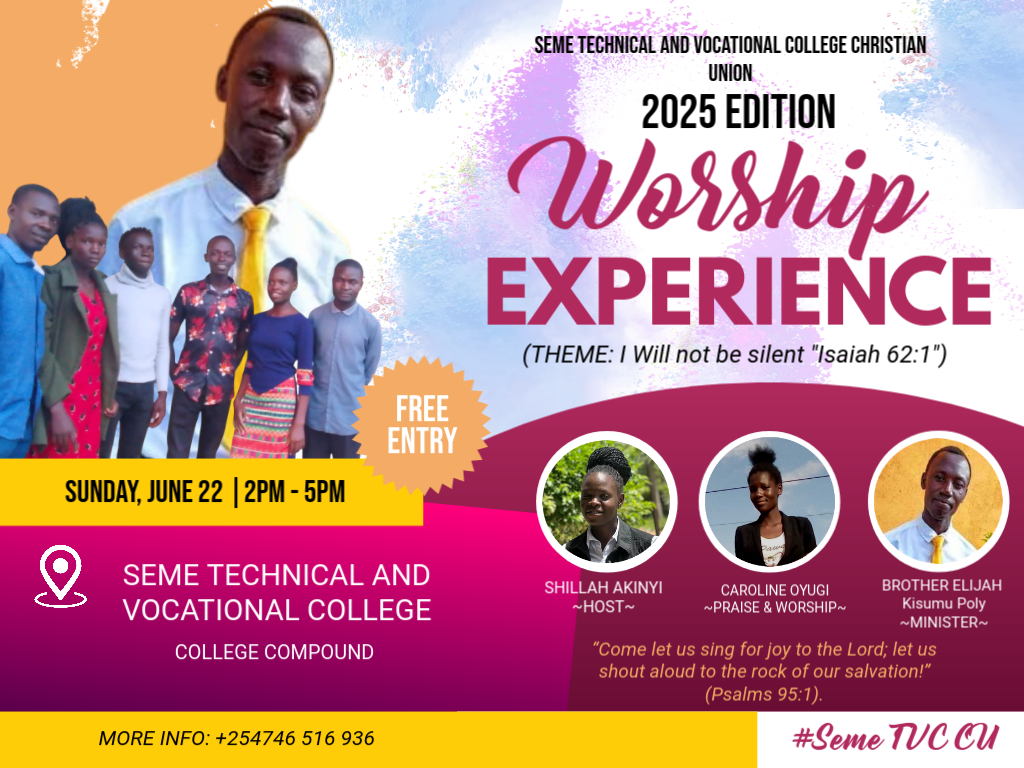 SEME TECHNICAL AND VOCATIONAL COLLEGE CHRISTIAN
UNION
2025 EDITION
Worship
EXPERIENCE
(THEME: I Will not be silent "Isaiah 62:1")
FREE
ENTRY
SUNDAY, JUNE 22 | 2PM - 5PM
SEME TECHNICAL AND
VOCATIONAL COLLEGE
COLLEGE COMPOUND
SHILLAH AKINYI
~HOST~
CAROLINE OYUGI
~PRAISE & WORSHIP~
BROTHER ELIJAH
Kisumu Poly
~MINISTER~
“Come let us sing for joy to the Lord; let us
shout aloud to the rock of our salvation!”
(Psalms 95:1).
MORE INFO: +254746 516 936
#Seme TVC CU